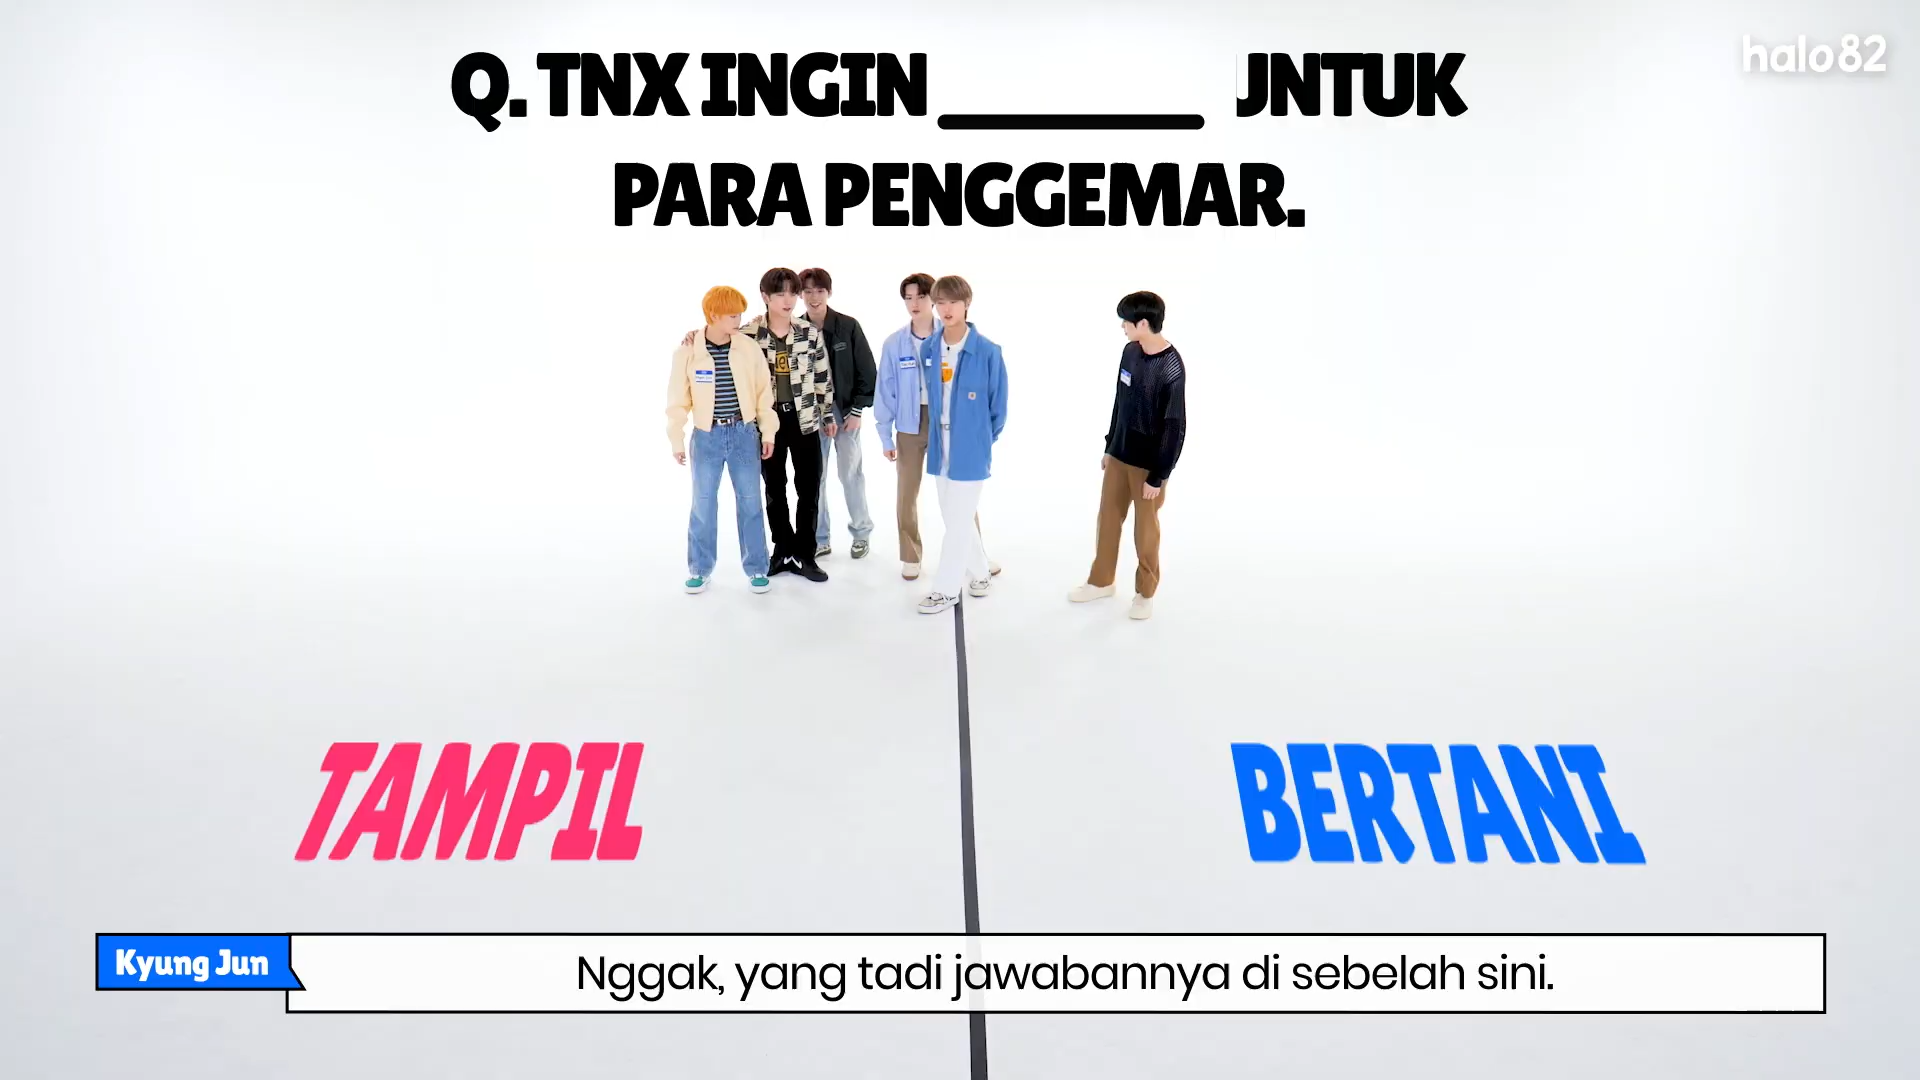 halo82
Q. TNX INGIN ______ UNTUK
PARA PENGGEMAR.
TAMPIL
BERTANI
Kyung Jun
Nggak, yang tadi jawabannya di sebelah sini.